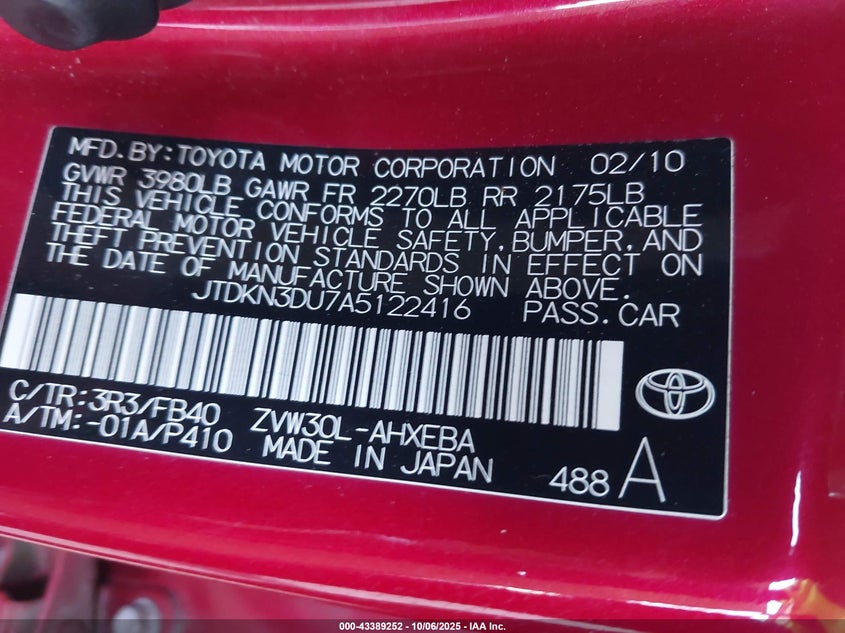 MFD.BY:TOYOTA MOTOR CORPORATION 02/10
GVWR 3980LB GAWR FR 2270LB RR 2175LB
THIS VEHICLE CONFORMS TO ALL APPLICABLE
FEDERAL MOTOR VEHICLE SAFETY,BUMPER,AND
THEFT PREVENTION STANDARDS IN EFFECT ON
THE DATE OF MANUFACTURE SHOWN ABOVE.
JTDKN3DU7A5122416 PASS.CAR
C/TR:3R3/FB40 ZVW30L-AHXEBA
A/TM:-01A/P410 MADE IN JAPAN 488 A
000-43389252 - 10/06/2025 - IAA Inc.